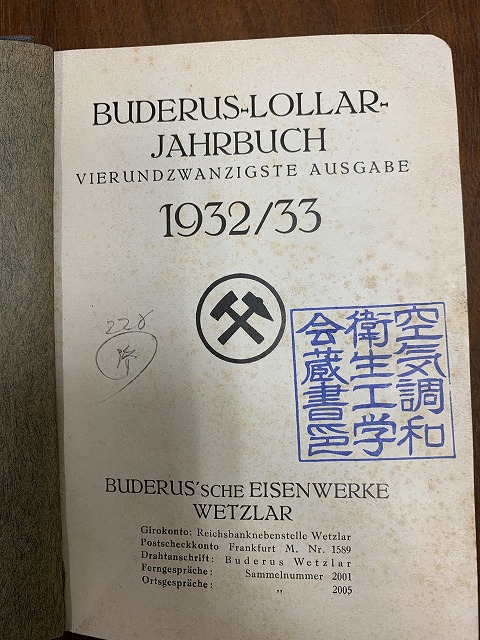 BUDERUS-LOLLAR-
JAHRBUCH
VIERUNDZWANZIGSTE AUSGABE
1932/33
228
空気調和
衛生工学
会蔵書印
BUDERUS'SCHE EISENWERKE
WETZLAR
Girokonto: Reichsbanknebenstelle Wetzlar
Postscheckkonto Frankfurt M. Nr. 1589
Drahtanschrift: Buderus Wetzlar
Ferngespräche: Sammelnummer 2001
Ortsgespräche: „ 2005